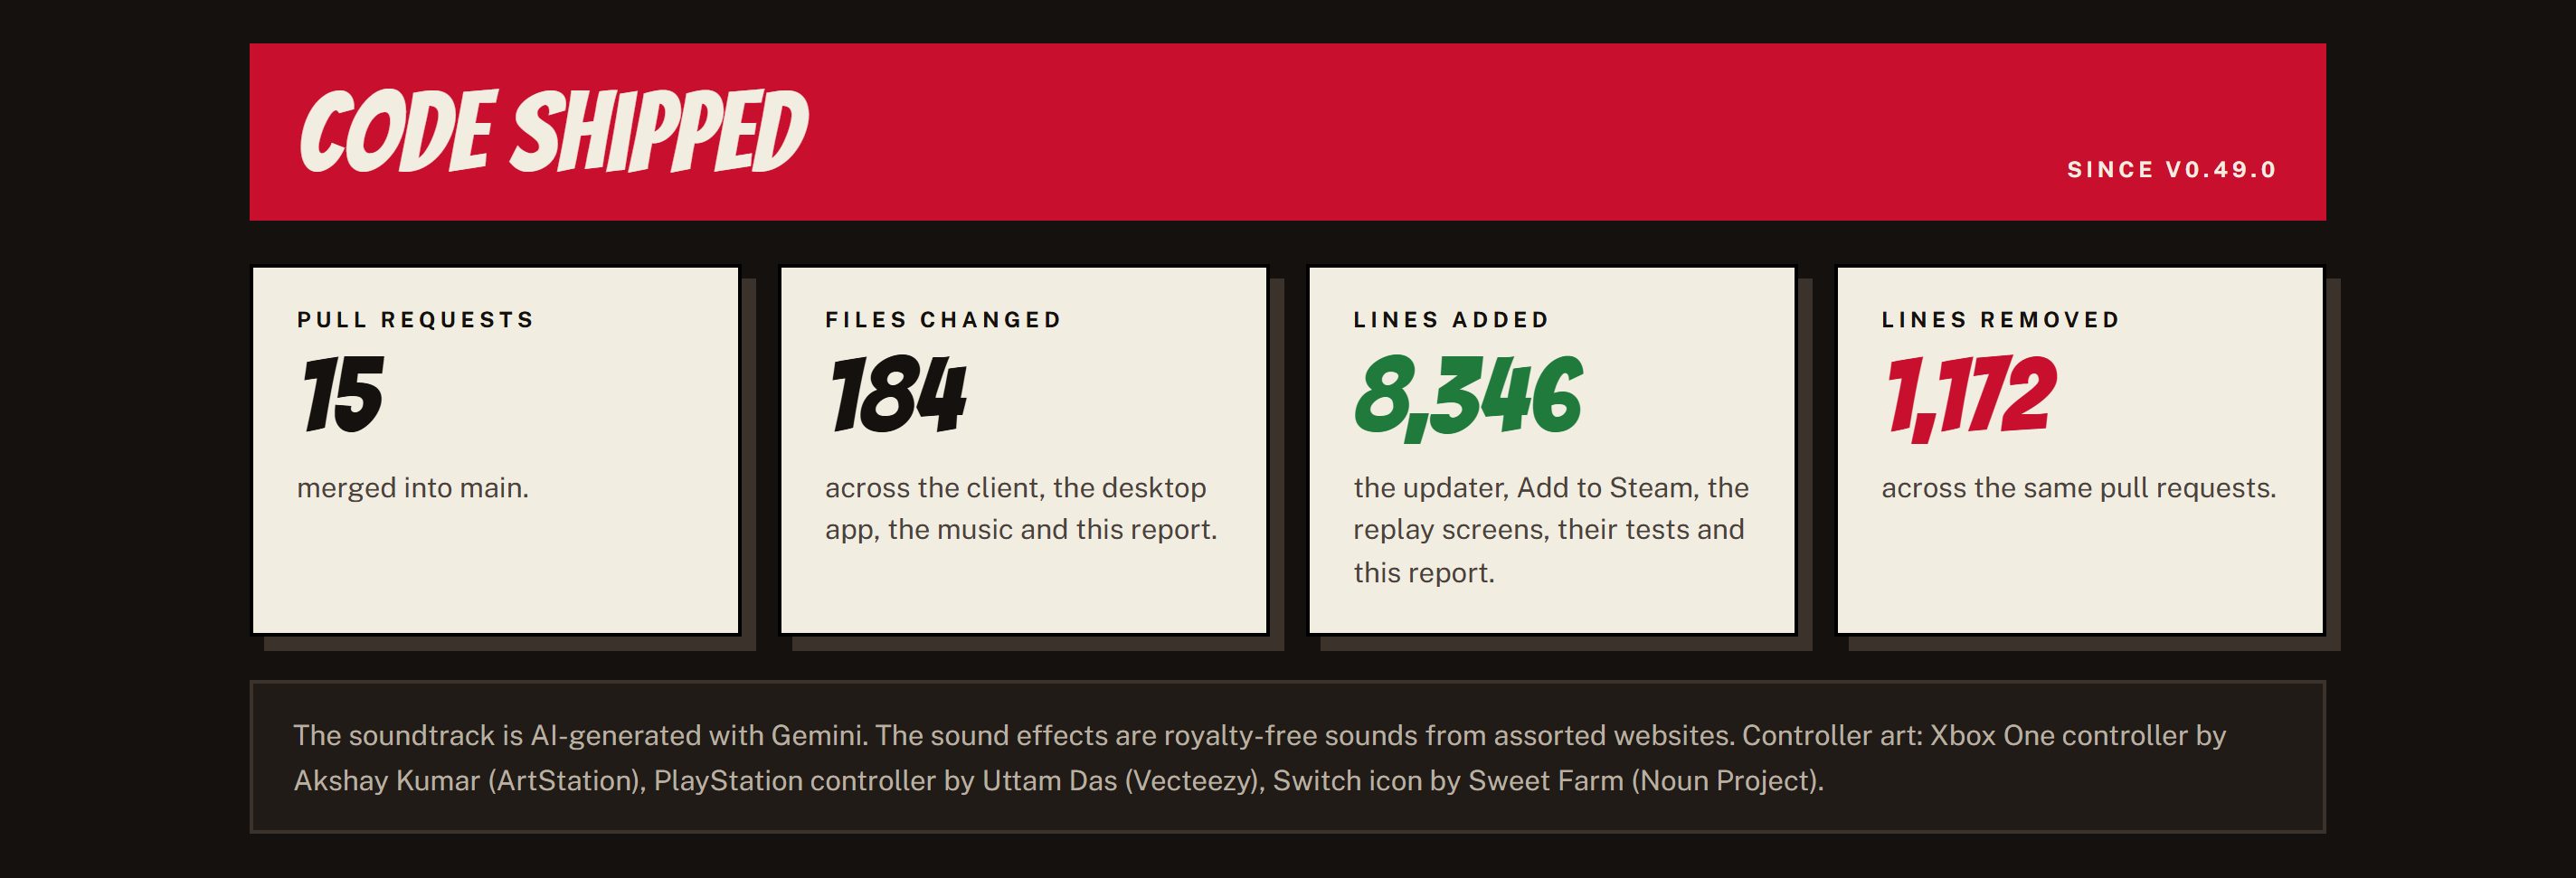 CODE SHIPPED
SINCE V0.49.0
PULL REQUESTS
15
merged into main.
FILES CHANGED
184
across the client, the desktop
app, the music and this report.
LINES ADDED
8,346
the updater, Add to Steam, the
replay screens, their tests and
this report.
LINES REMOVED
1,172
across the same pull requests.
The soundtrack is AI-generated with Gemini. The sound effects are royalty-free sounds from assorted websites. Controller art: Xbox One controller by
Akshay Kumar (ArtStation), PlayStation controller by Uttam Das (Vecteezy), Switch icon by Sweet Farm (Noun Project).